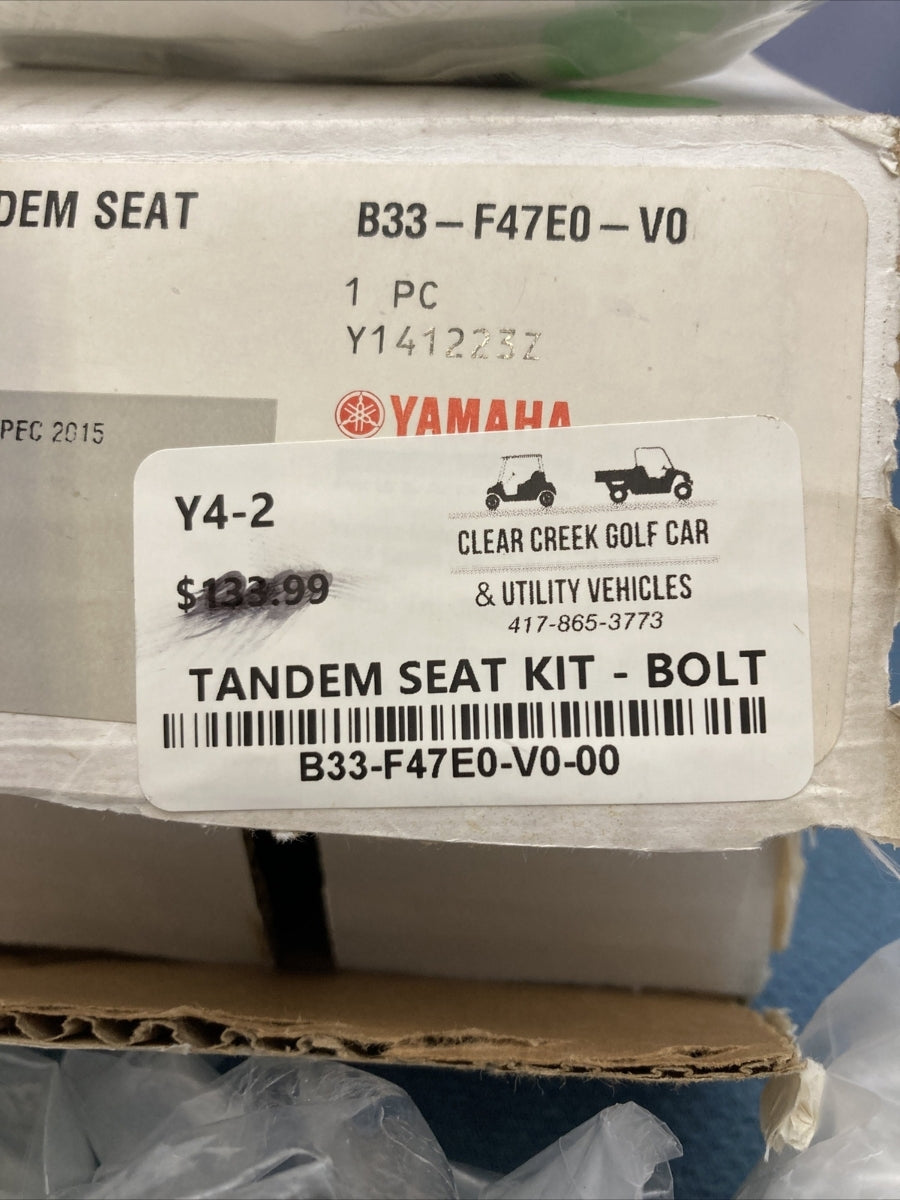 DEM SEAT
B33-F47E0-V0
1 PC
Y141223Z
PEC 2015
YAMAHA
Y4-2
$133.99
CLEAR CREEK GOLF CAR
& UTILITY VEHICLES
417-865-3773
TANDEM SEAT KIT - BOLT
B33-F47E0-V0-00